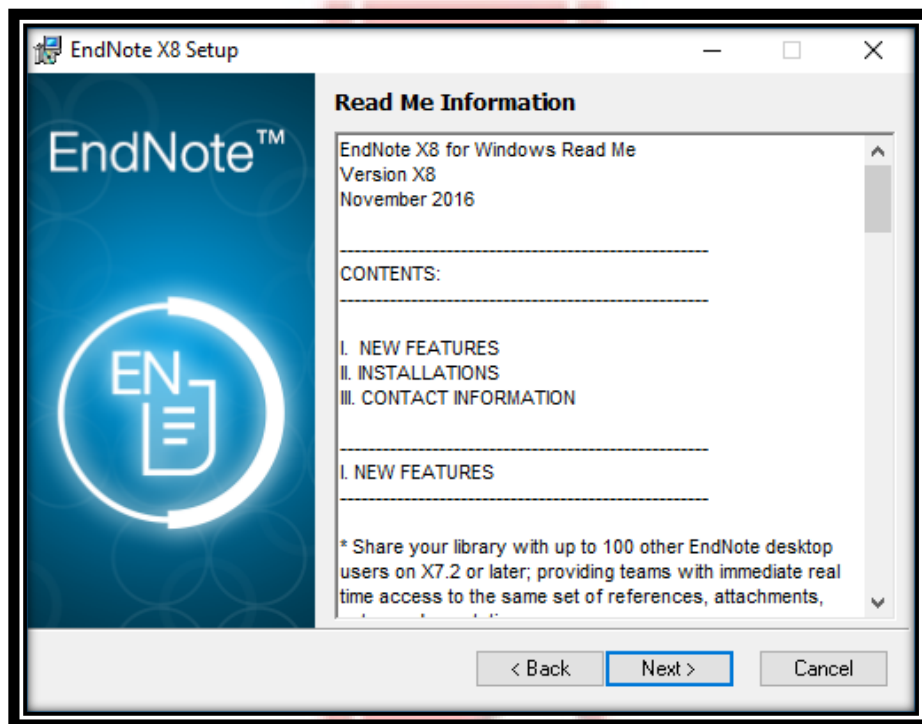 EndNote X8 Setup
EndNote™
EN
Read Me Information
EndNote X8 for Windows Read Me
Version X8
November 2016
----------------------------------------------------
CONTENTS:
----------------------------------------------------
I.  NEW FEATURES
II. INSTALLATIONS
III. CONTACT INFORMATION
----------------------------------------------------
I. NEW FEATURES
----------------------------------------------------
* Share your library with up to 100 other EndNote desktop
users on X7.2 or later; providing teams with immediate real
time access to the same set of references, attachments,
< Back
Next >
Cancel